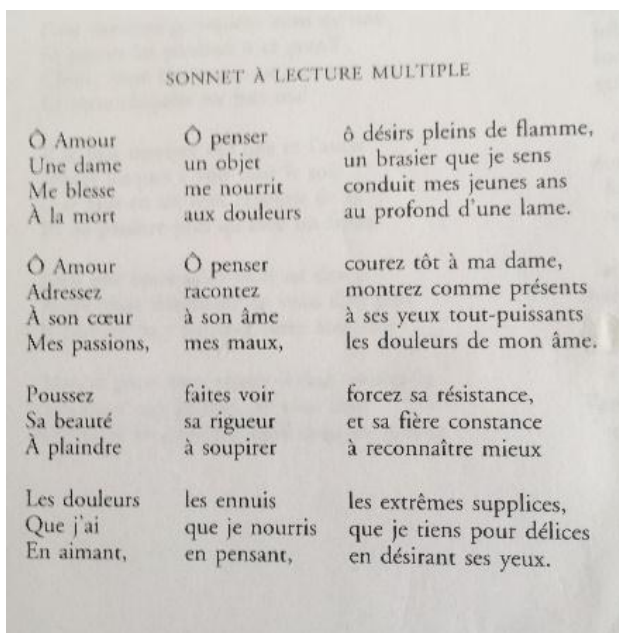 SONNET À LECTURE MULTIPLE
Ô Amour Ô penser ô désirs pleins de flamme,
Une dame un objet un brasier que je sens
Me blesse me nourrit conduit mes jeunes ans
À la mort aux douleurs au profond d'une lame.
Ô Amour Ô penser courez tôt à ma dame,
Adressez racontez montrez comme présents
À son cœur à son âme à ses yeux tout-puissants
Mes passions, mes maux, les douleurs de mon âme.
Poussez faites voir forcez sa résistance,
Sa beauté sa rigueur et sa fière constance
À plaindre à soupirer à reconnaître mieux
Les douleurs les ennuis les extrêmes supplices,
Que j'ai que je nourris que je tiens pour délices
En aimant, en pensant, en désirant ses yeux.